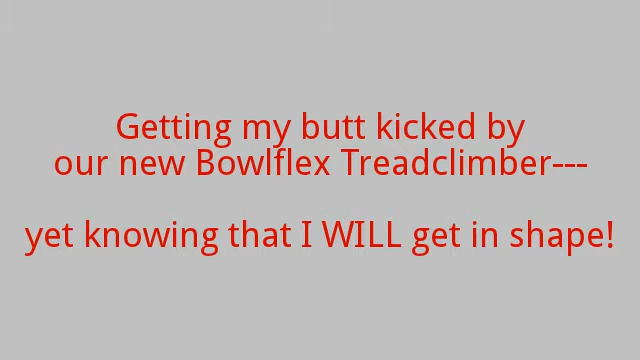 Getting my butt kicked by
our new Bowlflex Treadclimber---
yet knowing that I WILL get in shape!